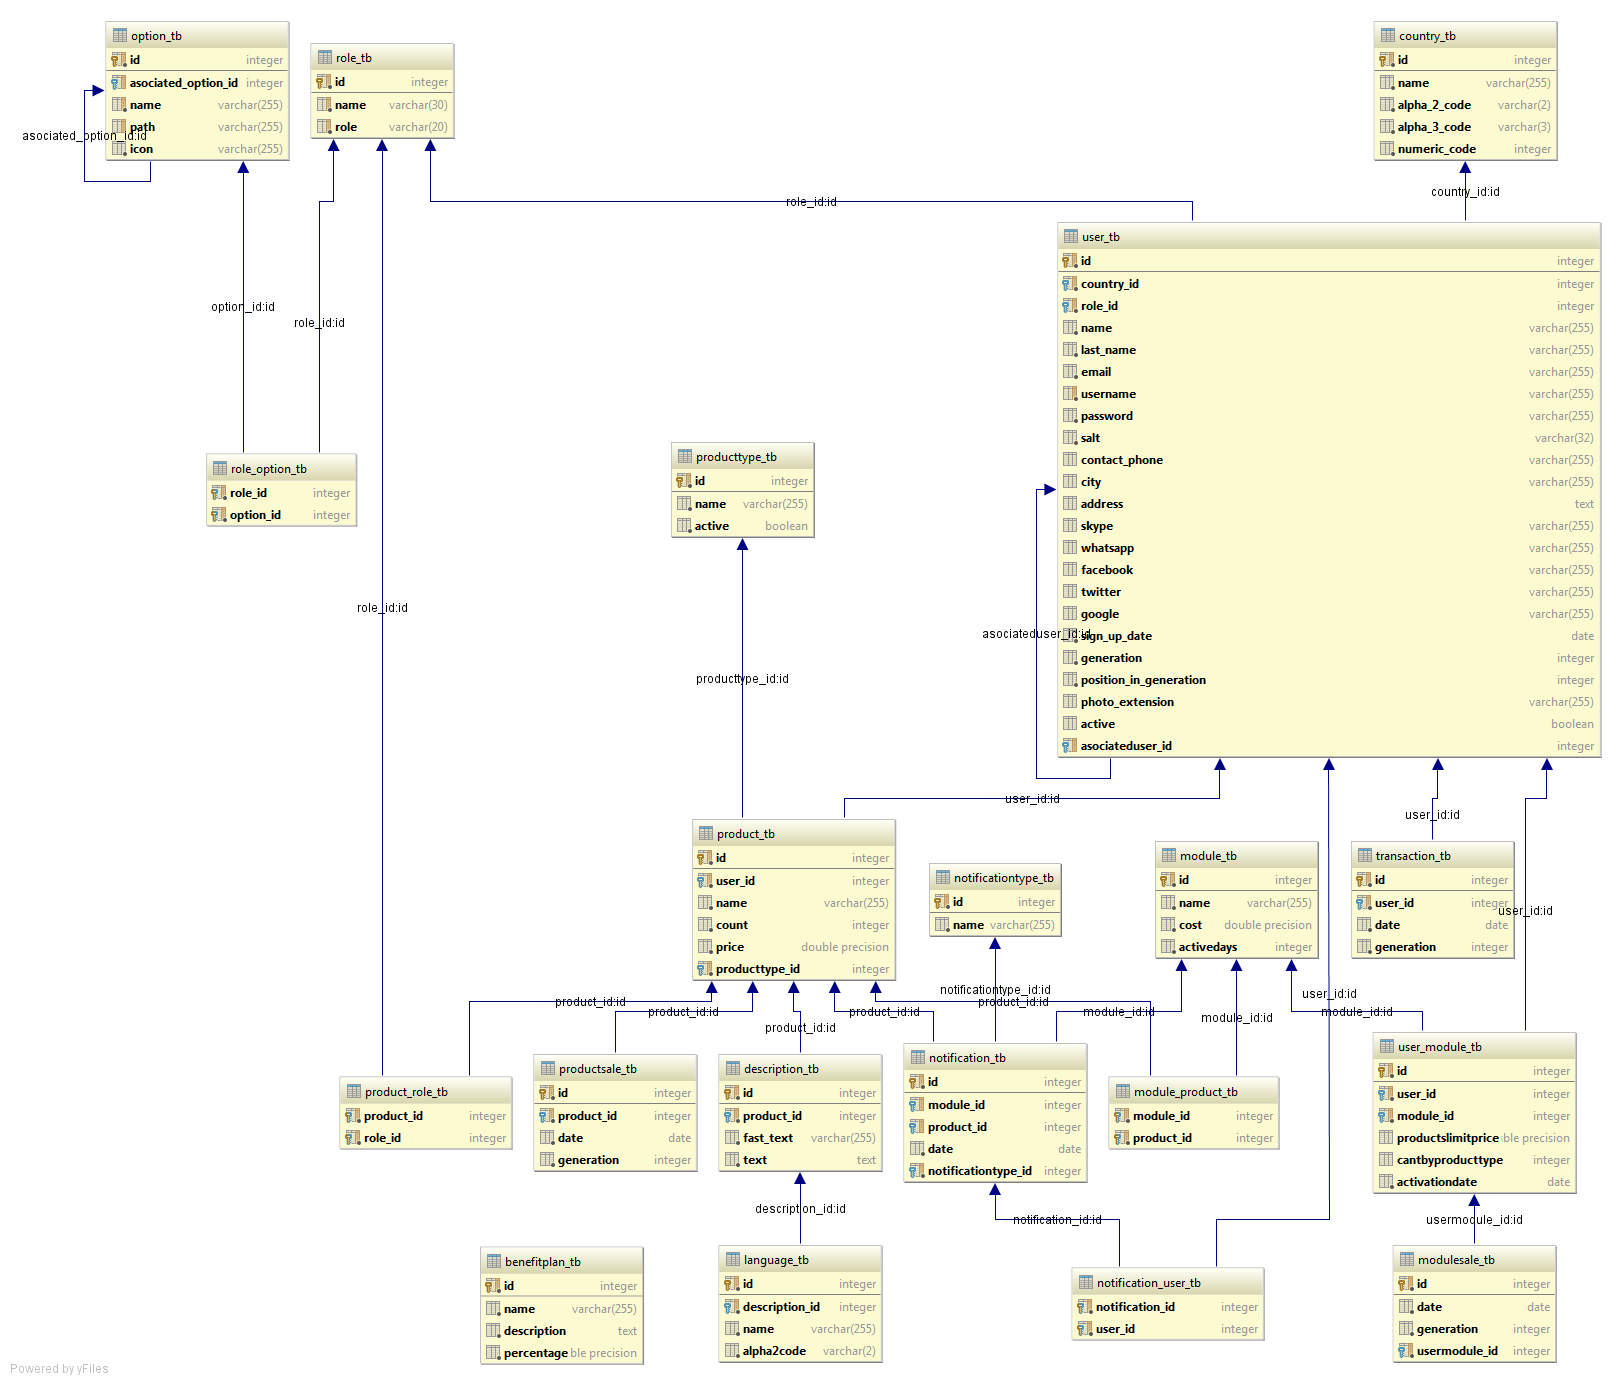 option_tb
id integer
asociated_option_id integer
name varchar(255)
path varchar(255)
icon varchar(255)
asociated_option_id:id
role_tb
id integer
name varchar(30)
role varchar(20)
country_tb
id integer
name varchar(255)
alpha_2_code varchar(2)
alpha_3_code varchar(3)
numeric_code integer
role_id:id
country_id:id
user_tb
id integer
country_id integer
role_id integer
name varchar(255)
last_name varchar(255)
email varchar(255)
username varchar(255)
password varchar(255)
salt varchar(32)
contact_phone varchar(255)
city varchar(255)
address text
skype varchar(255)
whatsapp varchar(255)
facebook varchar(255)
twitter varchar(255)
google varchar(255)
sign_up_date date
generation integer
position_in_generation integer
photo_extension varchar(255)
active boolean
asociateduser_id integer
asociateduser_id:id
option_id:id
role_id:id
role_option_tb
role_id integer
option_id integer
producttype_tb
id integer
name varchar(255)
active boolean
role_id:id
producttype_id:id
user_id:id
user_id:id
product_tb
id integer
user_id integer
name varchar(255)
count integer
price double precision
producttype_id integer
notificationtype_tb
id integer
name varchar(255)
module_tb
id integer
name varchar(255)
cost double precision
activedays integer
transaction_tb
id integer
user_id integer
date date
generation integer
user_id:id
notificationtype_id:id
user_id:id
product_id:id
product_id:id
product_id:id
product_id:id
product_id:id
module_id:id
module_id:id
module_id:id
product_role_tb
product_id integer
role_id integer
productsale_tb
id integer
product_id integer
date date
generation integer
description_tb
id integer
product_id integer
fast_text varchar(255)
text text
notification_tb
id integer
module_id integer
product_id integer
date date
notificationtype_id integer
module_product_tb
module_id integer
product_id integer
user_module_tb
id integer
user_id integer
module_id integer
productslimitprice ble precision
cantbyproducttype integer
activationdate date
description_id:id
notification_id:id
usermodule_id:id
benefitplan_tb
id integer
name varchar(255)
description text
percentage ble precision
language_tb
id integer
description_id integer
name varchar(255)
alpha2code varchar(2)
notification_user_tb
notification_id integer
user_id integer
modulesale_tb
id integer
date date
generation integer
usermodule_id integer
Powered by yFiles